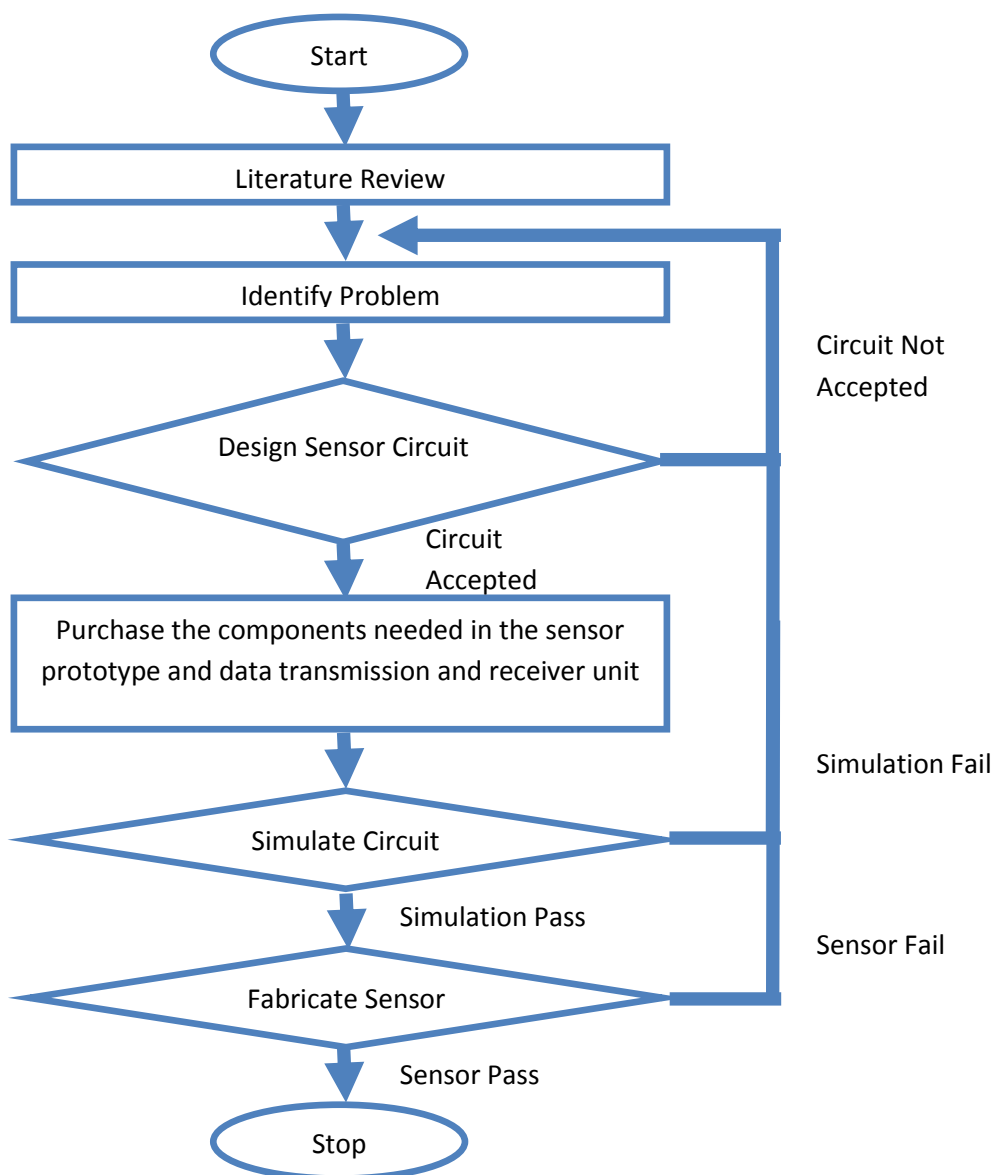 Start
Literature Review
Identify Problem
Circuit Not
Accepted
Design Sensor Circuit
Circuit
Accepted
Purchase the components needed in the sensor
prototype and data transmission and receiver unit
Simulation Fail
Simulate Circuit
Simulation Pass
Sensor Fail
Fabricate Sensor
Sensor Pass
Stop